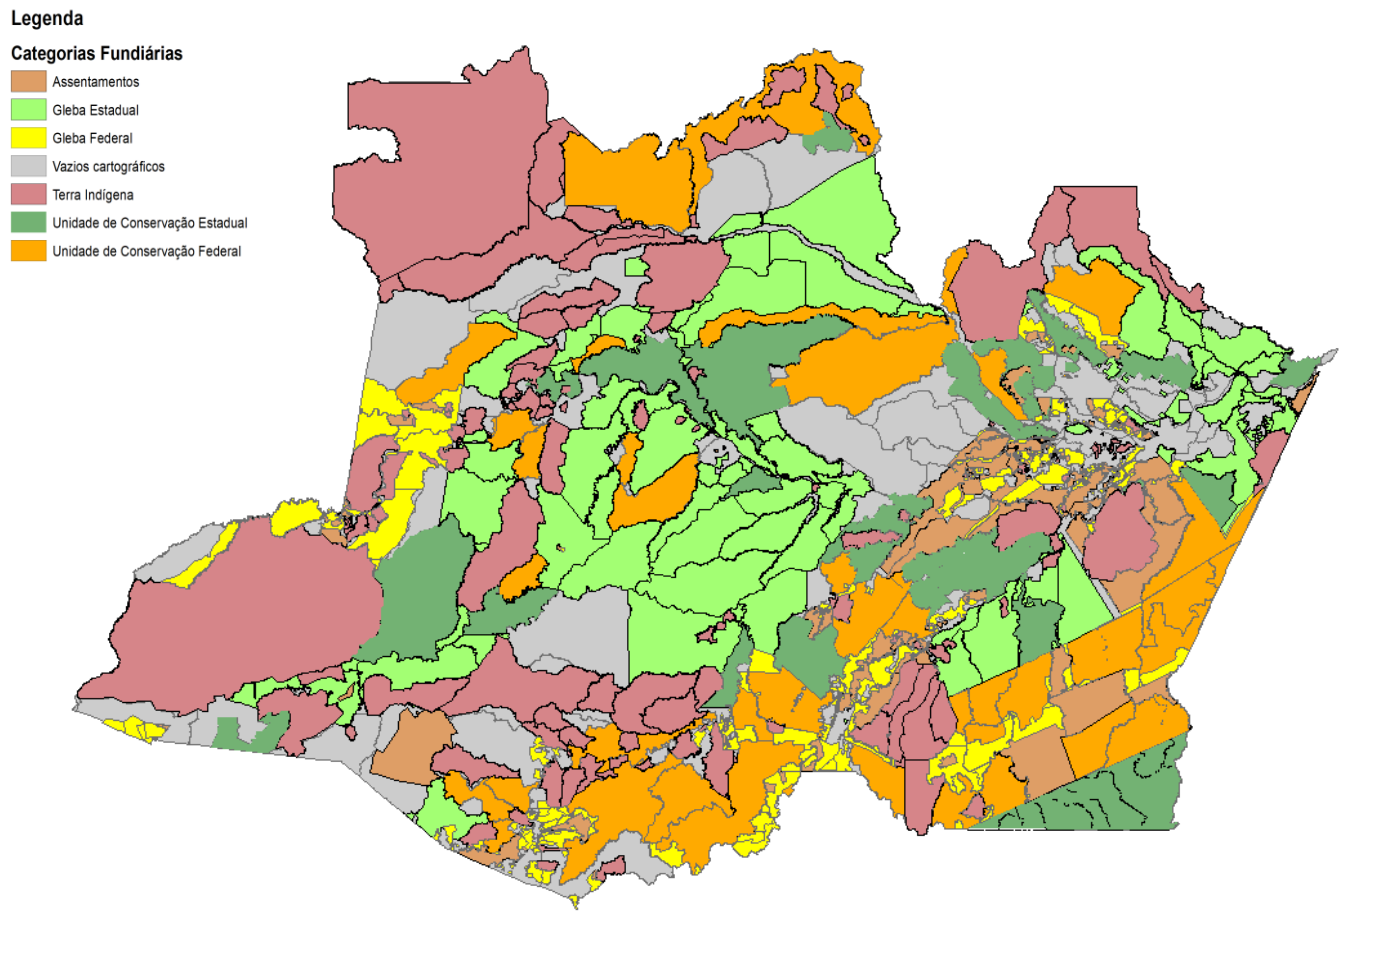 Legenda
Categorias Fundiárias
Assentamentos
Gleba Estadual
Gleba Federal
Vazios cartográficos
Terra Indígena
Unidade de Conservação Estadual
Unidade de Conservação Federal